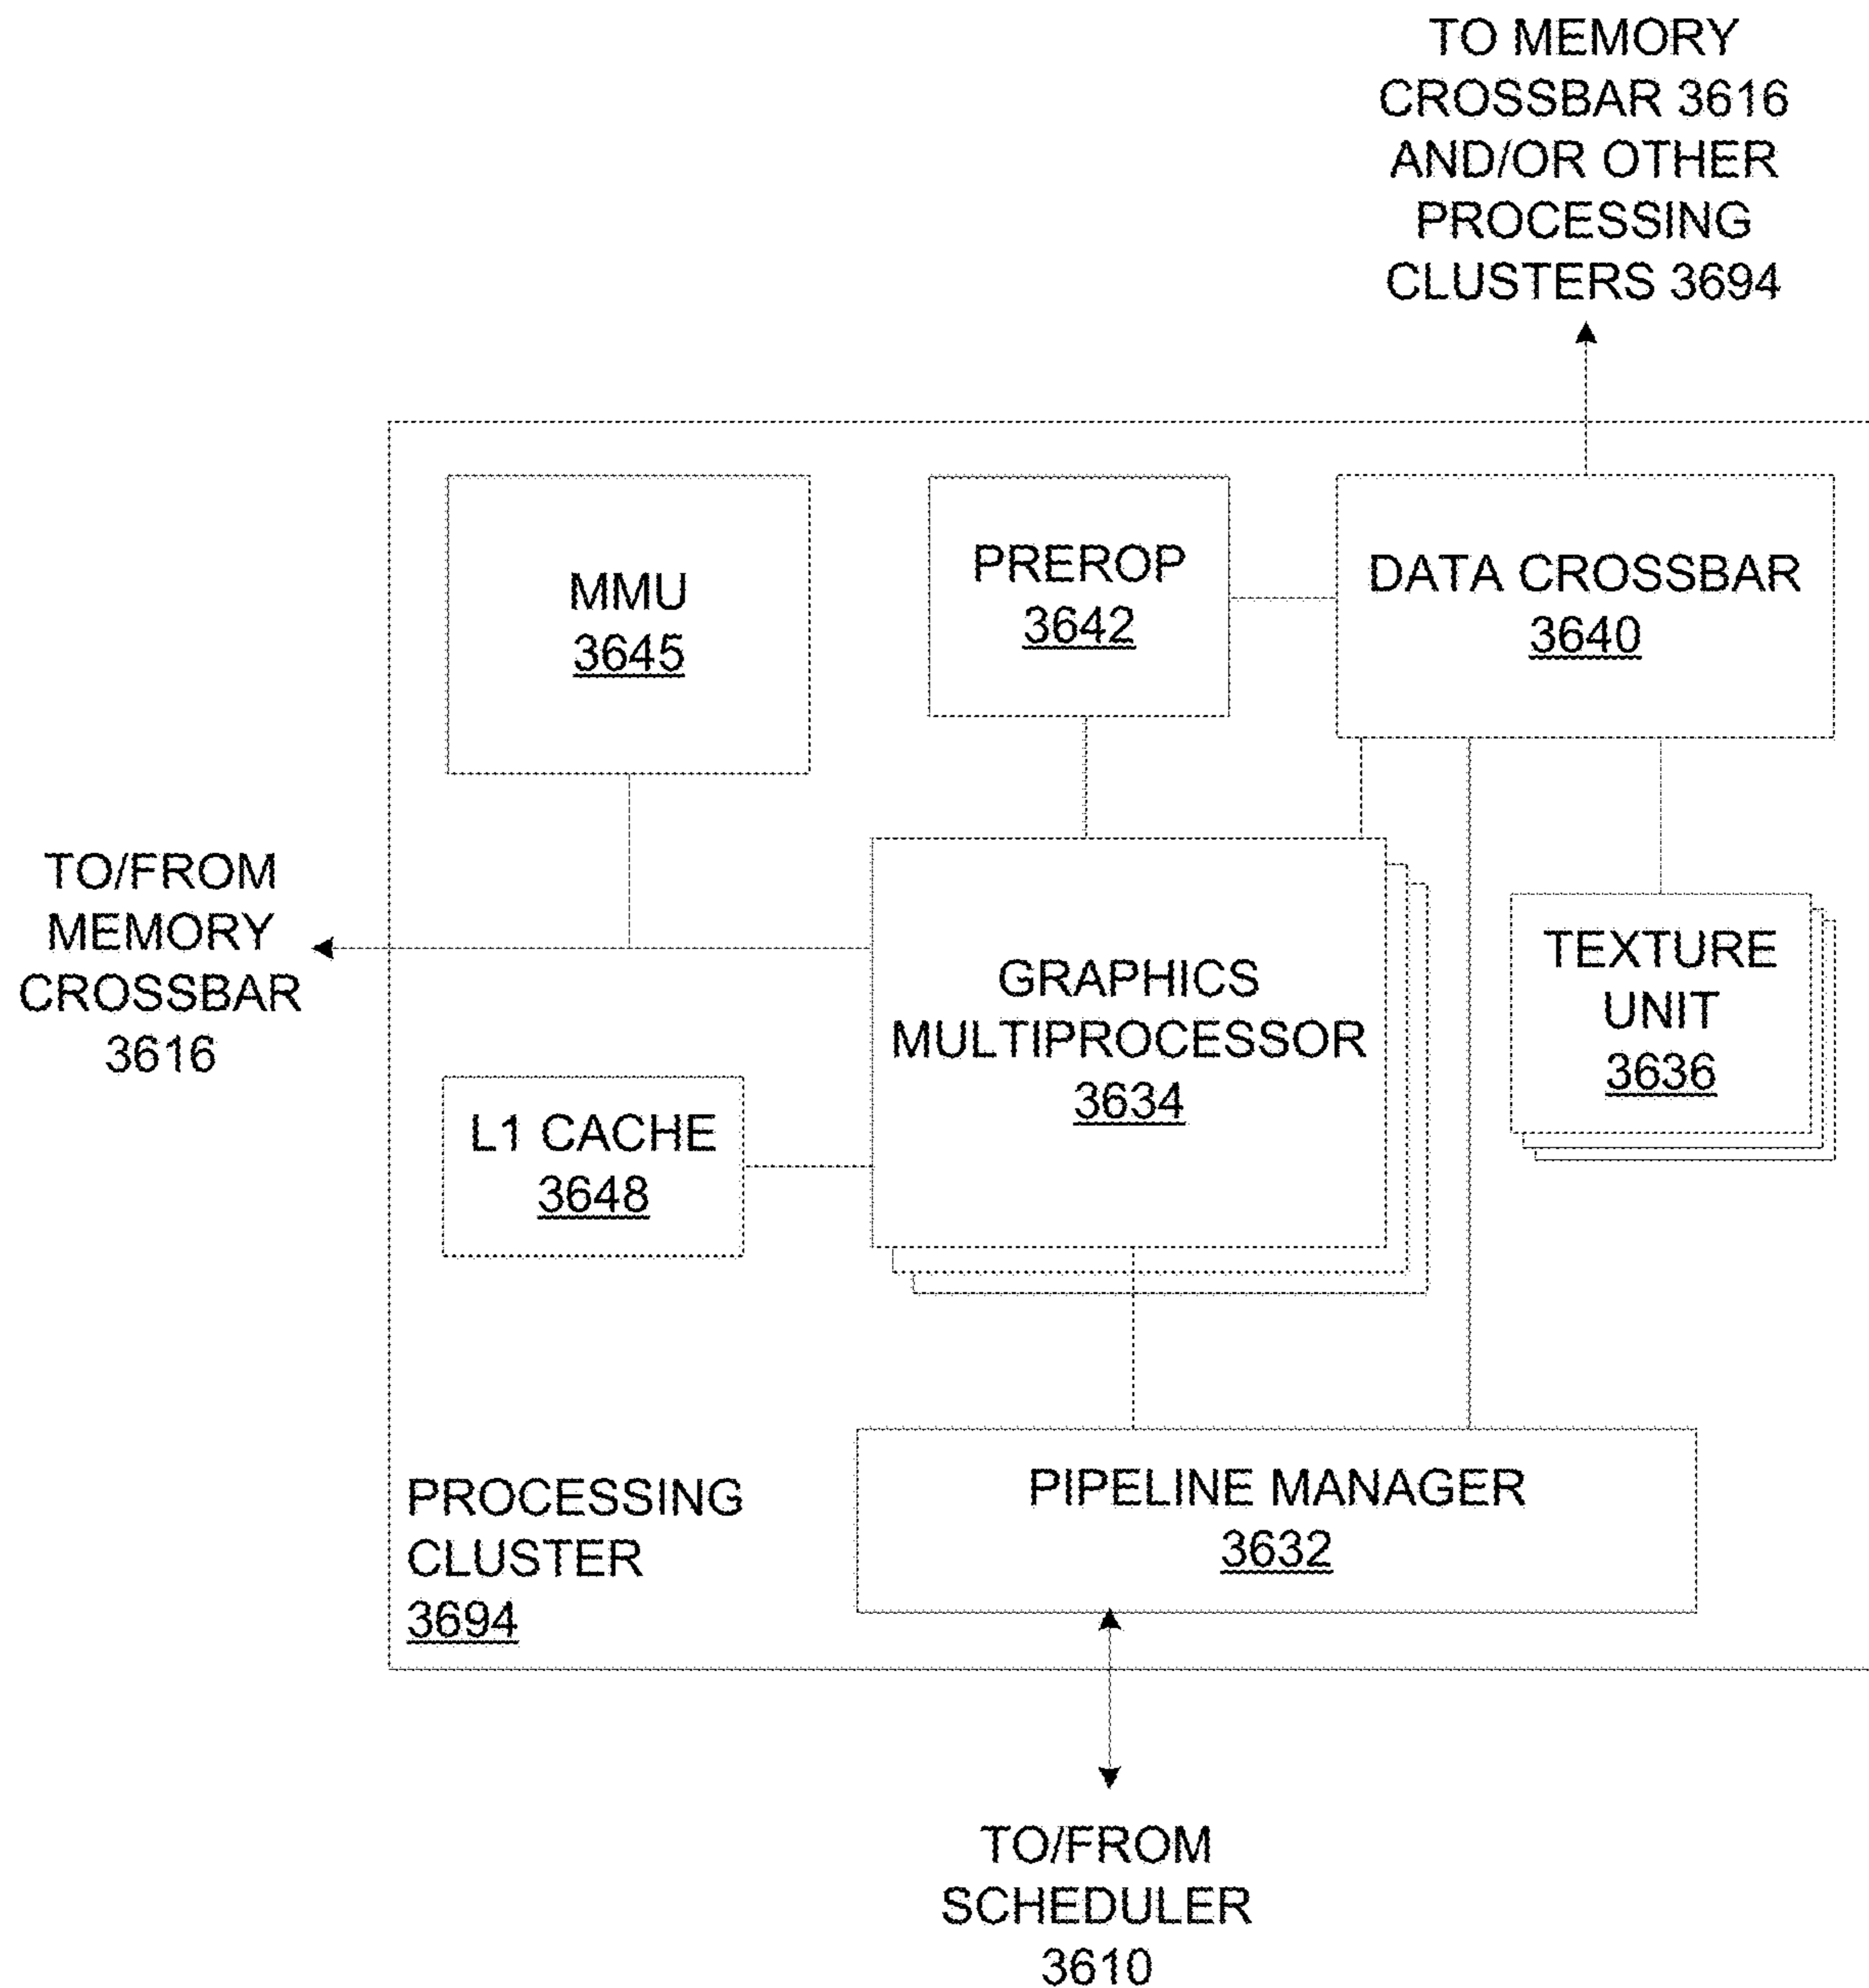 TO MEMORY
CROSSBAR 3616
AND/OR OTHER
PROCESSING
CLUSTERS 3694
MMU
3645
PREROP
3642
DATA CROSSBAR
3640
TO/FROM
MEMORY
CROSSBAR
3616
GRAPHICS
MULTIPROCESSOR
3634
TEXTURE
UNIT
3636
L1 CACHE
3648
PROCESSING
CLUSTER
3694
PIPELINE MANAGER
3632
TO/FROM
SCHEDULER
3610